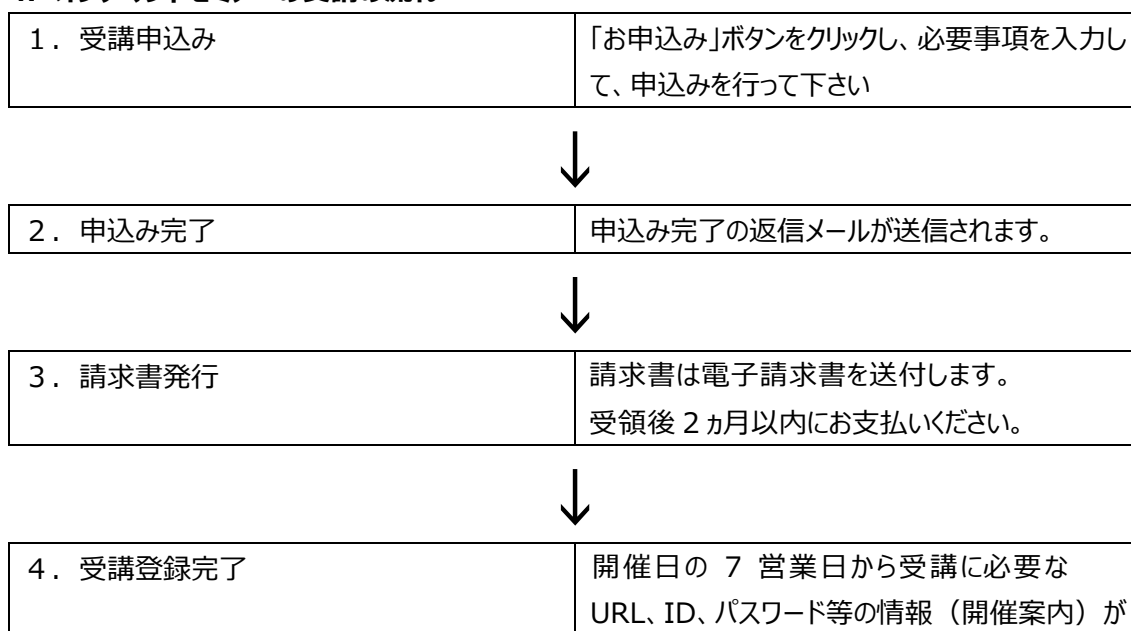 1．受講申込み
「お申込み」ボタンをクリックし、必要事項を入力し
て、申込みを行って下さい
↓
2．申込み完了
申込み完了の返信メールが送信されます。
↓
3．請求書発行
請求書は電子請求書を送付します。
受領後 2 ヵ月以内にお支払いください。
↓
4．受講登録完了
開催日の 7 営業日から受講に必要な
URL、ID、パスワード等の情報（開催案内）が